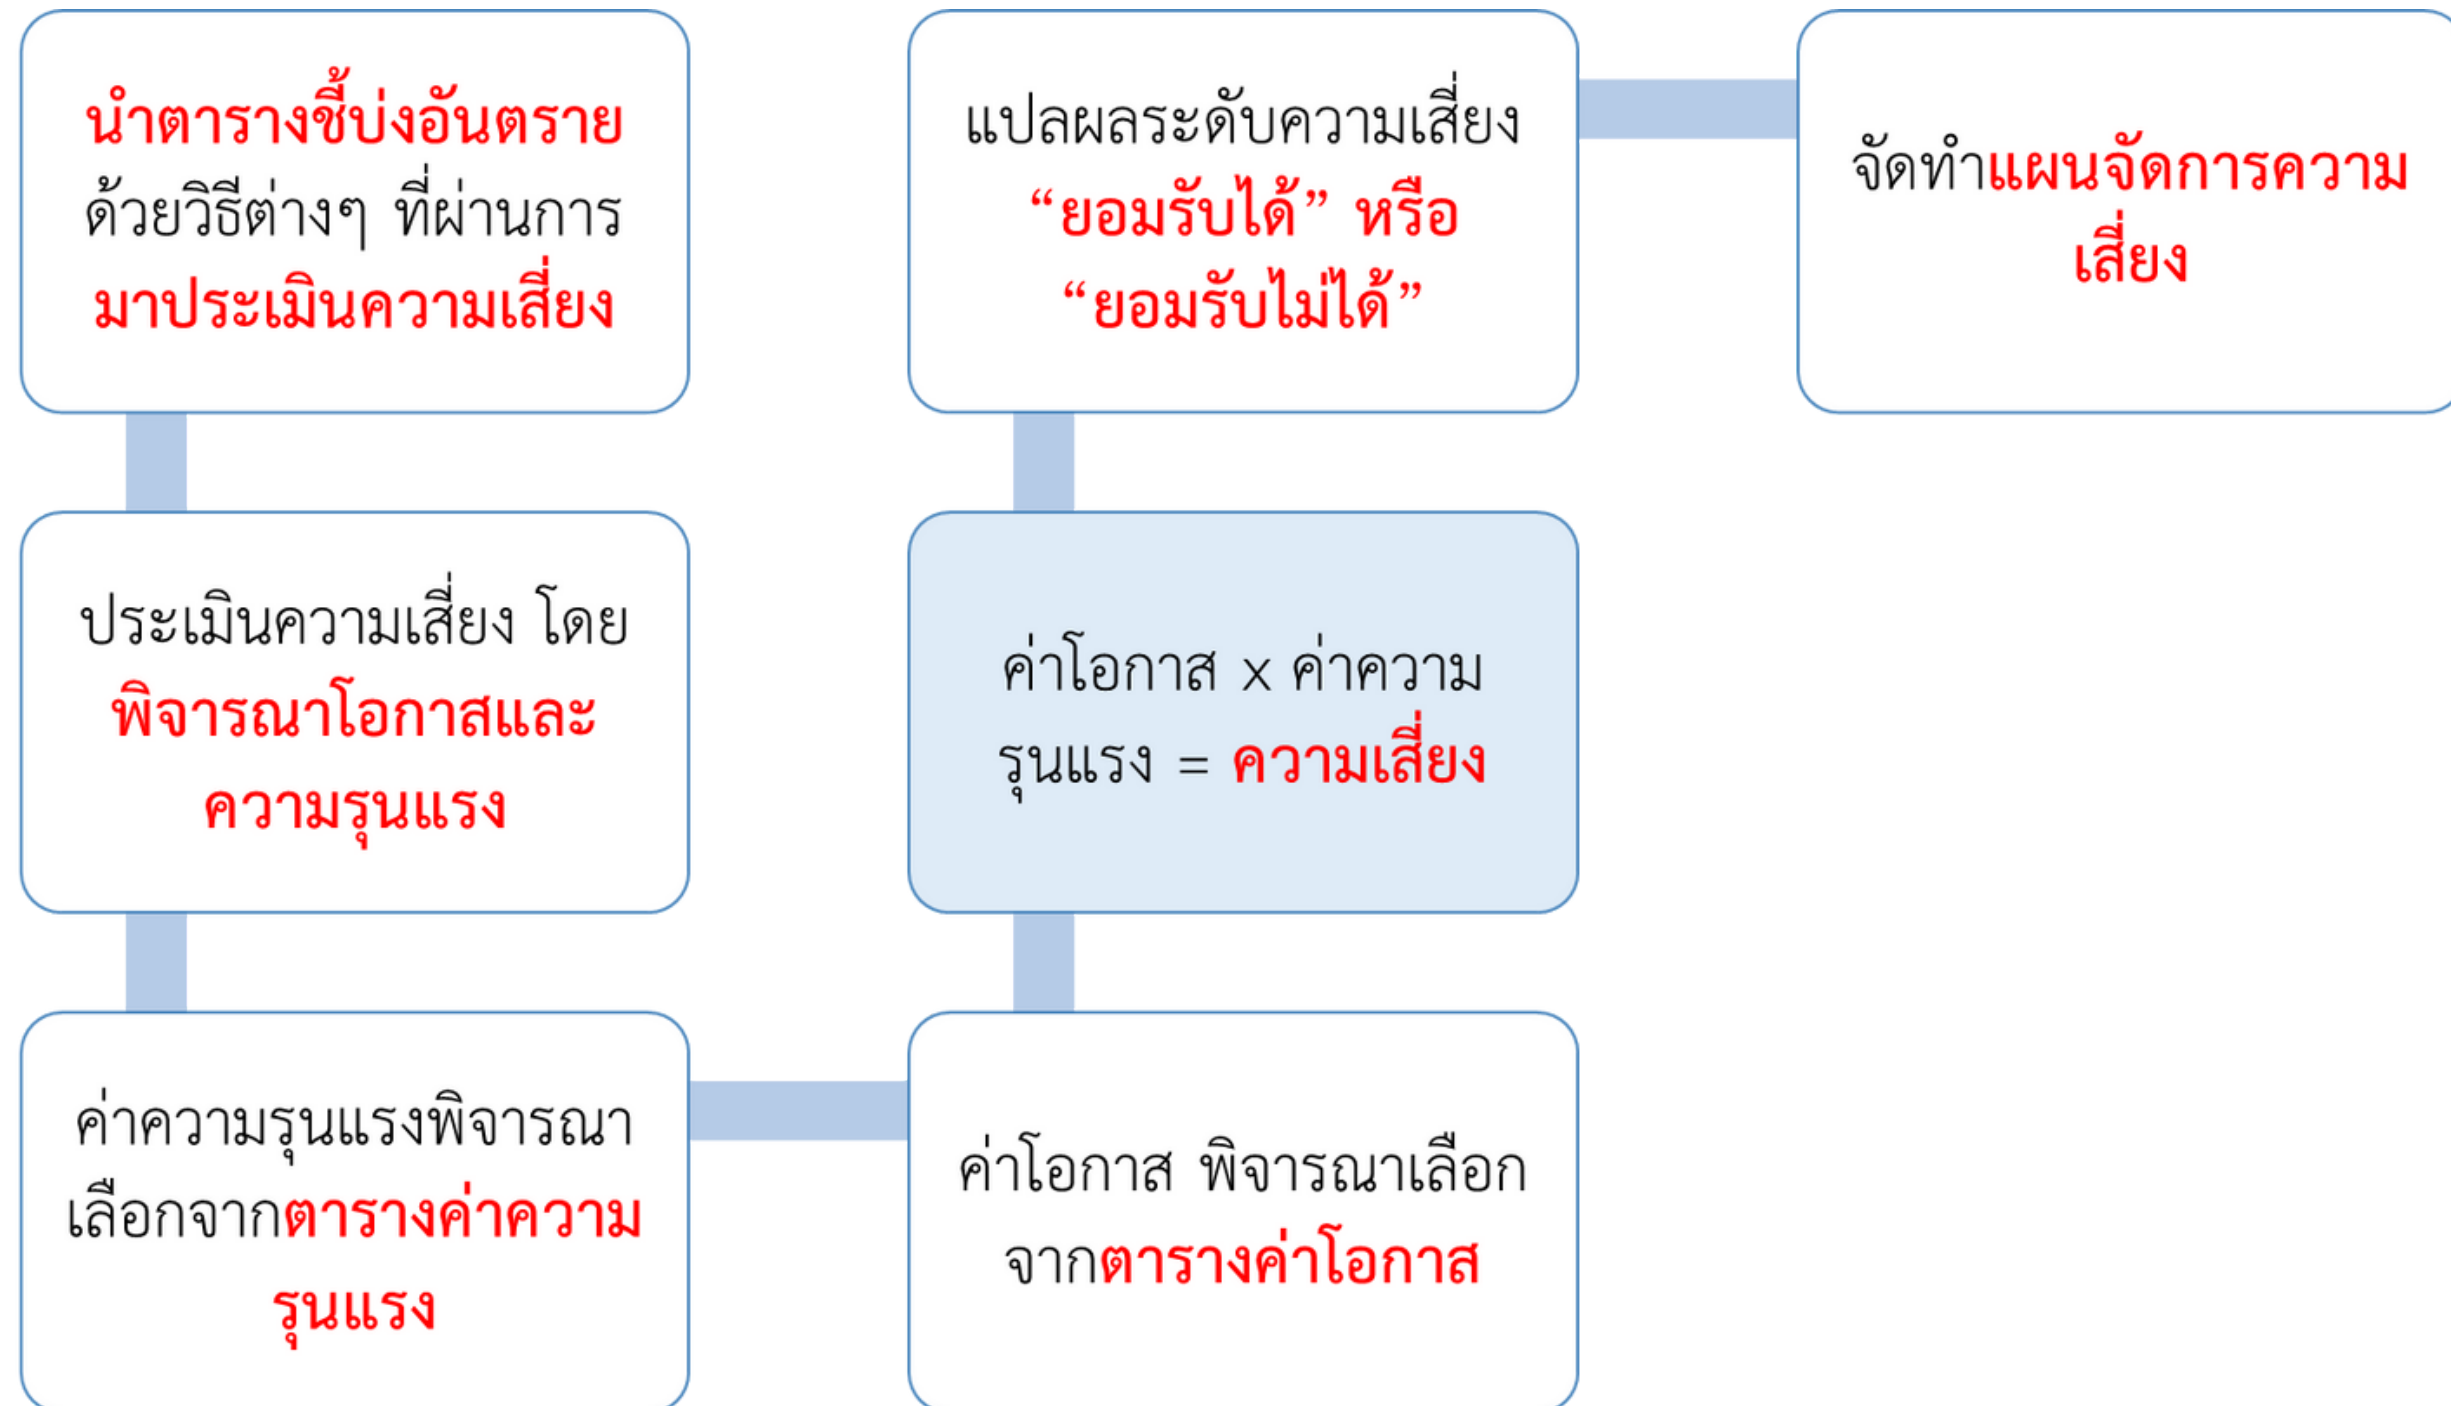 นำตารางชี้บ่งอันตราย
ด้วยวิธีต่างๆ ที่ผ่านการ
มาประเมินความเสี่ยง
ประเมินความเสี่ยง โดย
พิจารณาโอกาสและ
ความรุนแรง
ค่าความรุนแรงพิจารณา
เลือกจากตารางค่าความ
รุนแรง
ค่าโอกาส พิจารณาเลือก
จากตารางค่าโอกาส
ค่าโอกาส x ค่าความ
รุนแรง = ความเสี่ยง
แปลผลระดับความเสี่ยง
“ยอมรับได้” หรือ
“ยอมรับไม่ได้”
จัดทำแผนจัดการความ
เสี่ยง